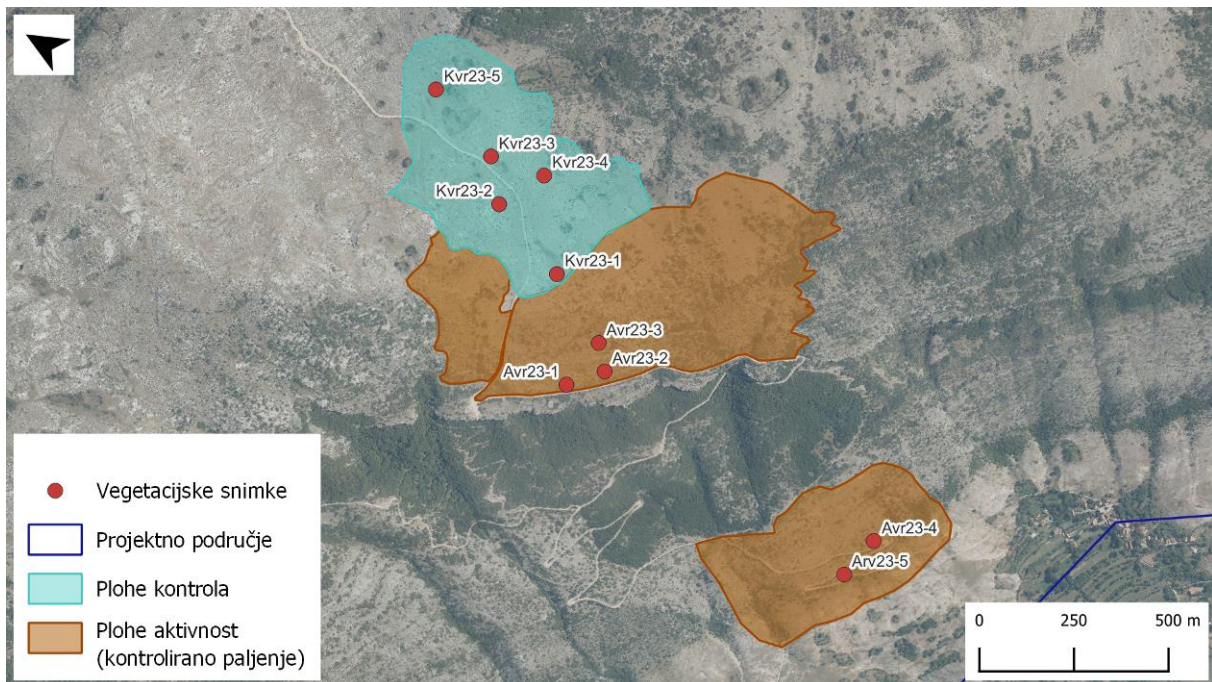 Kvr23-5
Kvr23-3
Kvr23-4
Kvr23-2
Kvr23-1
Avr23-3
Avr23-2
Avr23-1
Avr23-4
Arv23-5
Vegetacijske snimke
Projektno područje
Plohe kontrola
Plohe aktivnost
(kontrolirano paljenje)
0 250 500 m